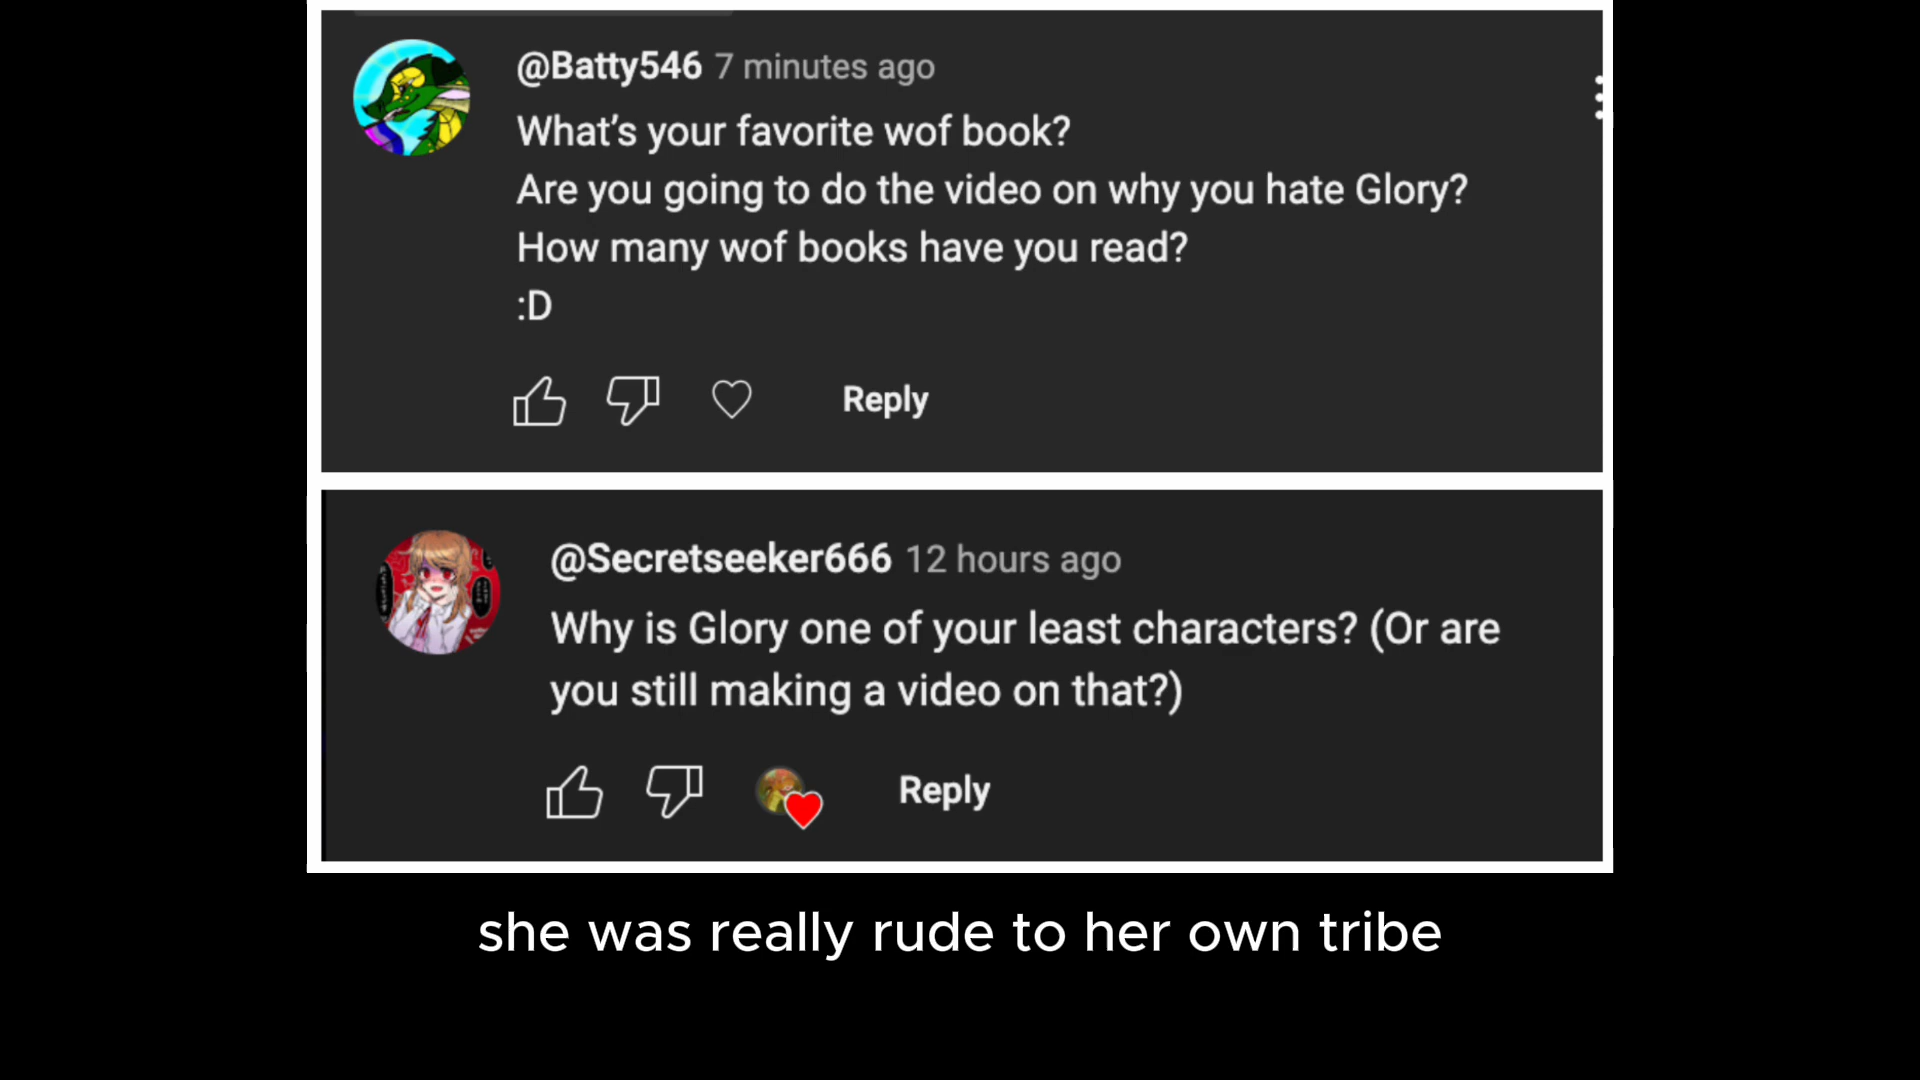 @Batty546 7 minutes ago
What's your favorite wof book?
Are you going to do the video on why you hate Glory?
How many wof books have you read?
:D
Reply
@Secretseeker666 12 hours ago
Why is Glory one of your least characters? (Or are
you still making a video on that?)
Reply
she was really rude to her own tribe